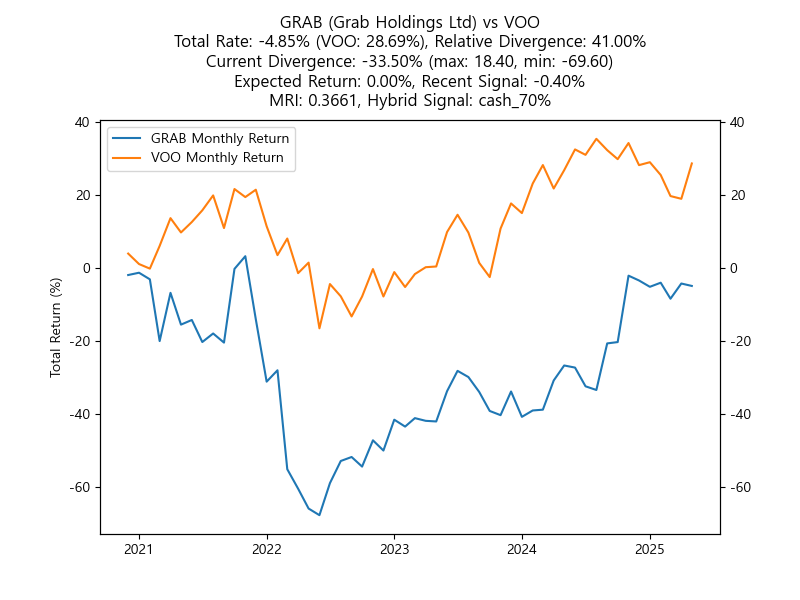 GRAB (Grab Holdings Ltd) vs VOO
Total Rate: -4.85% (VOO: 28.69%), Relative Divergence: 41.00%
Current Divergence: -33.50% (max: 18.40, min: -69.60)
Expected Return: 0.00%, Recent Signal: -0.40%
MRI: 0.3661, Hybrid Signal: cash_70%
GRAB Monthly Return
VOO Monthly Return
Total Return (%)
40
20
0
-20
-40
-60
40
20
0
-20
-40
-60
2021
2022
2023
2024
2025